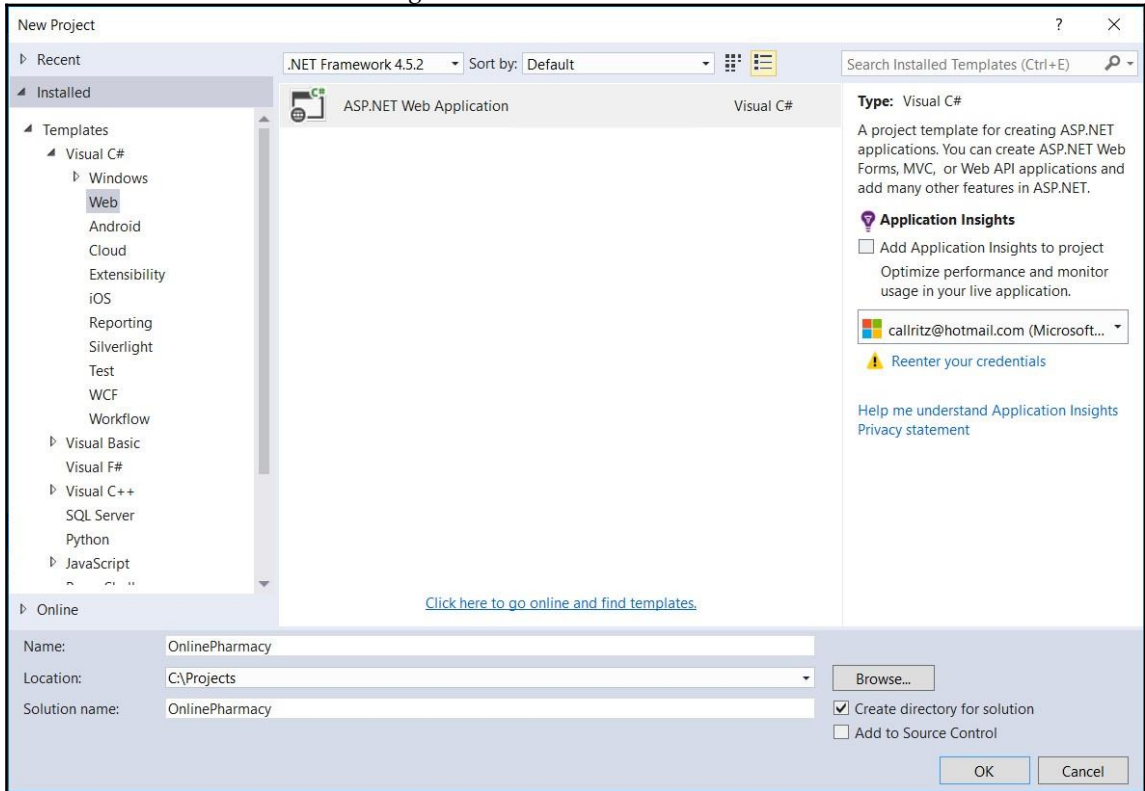 New Project
? ×
Recent
.NET Framework 4.5.2 Sort by: Default
Search Installed Templates (Ctrl+E)
Installed
Templates
Visual C#
Windows
Web
Android
Cloud
Extensibility
iOS
Reporting
Silverlight
Test
WCF
Workflow
Visual Basic
Visual F#
Visual C++
SQL Server
Python
JavaScript
Online
C#
ASP.NET Web Application Visual C#
Click here to go online and find templates.
Type: Visual C#
A project template for creating ASP.NET
applications. You can create ASP.NET Web
Forms, MVC, or Web API applications and
add many other features in ASP.NET.
Application Insights
Add Application Insights to project
Optimize performance and monitor
usage in your live application.
callritz@hotmail.com (Microsoft...
Reenter your credentials
Help me understand Application Insights
Privacy statement
Name: OnlinePharmacy
Location: C:\Projects Browse...
Solution name: OnlinePharmacy
Create directory for solution
Add to Source Control
OK Cancel